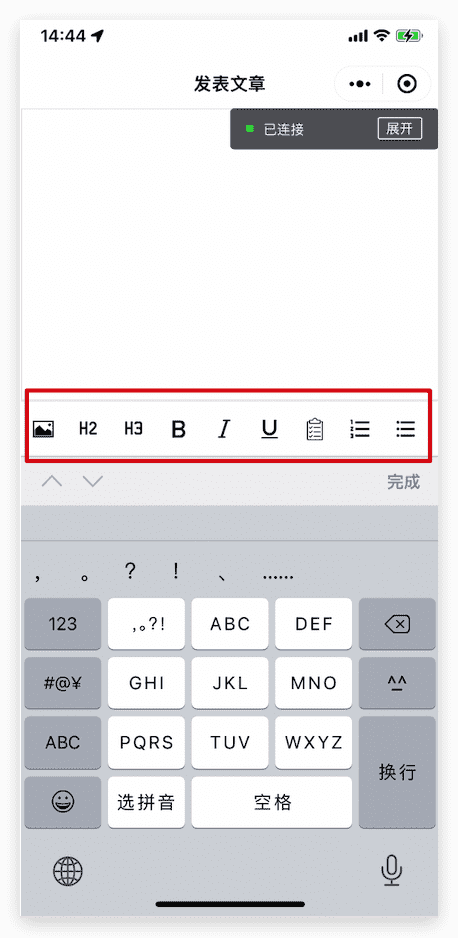 14:44
发表文章
已连接 展开
H2 H3 B I U
完成
， 。 ? ! 、 ......
123 ,。?! ABC DEF
#@¥ GHI JKL MNO ^^
ABC PQRS TUV WXYZ 换行
选拼音 空格